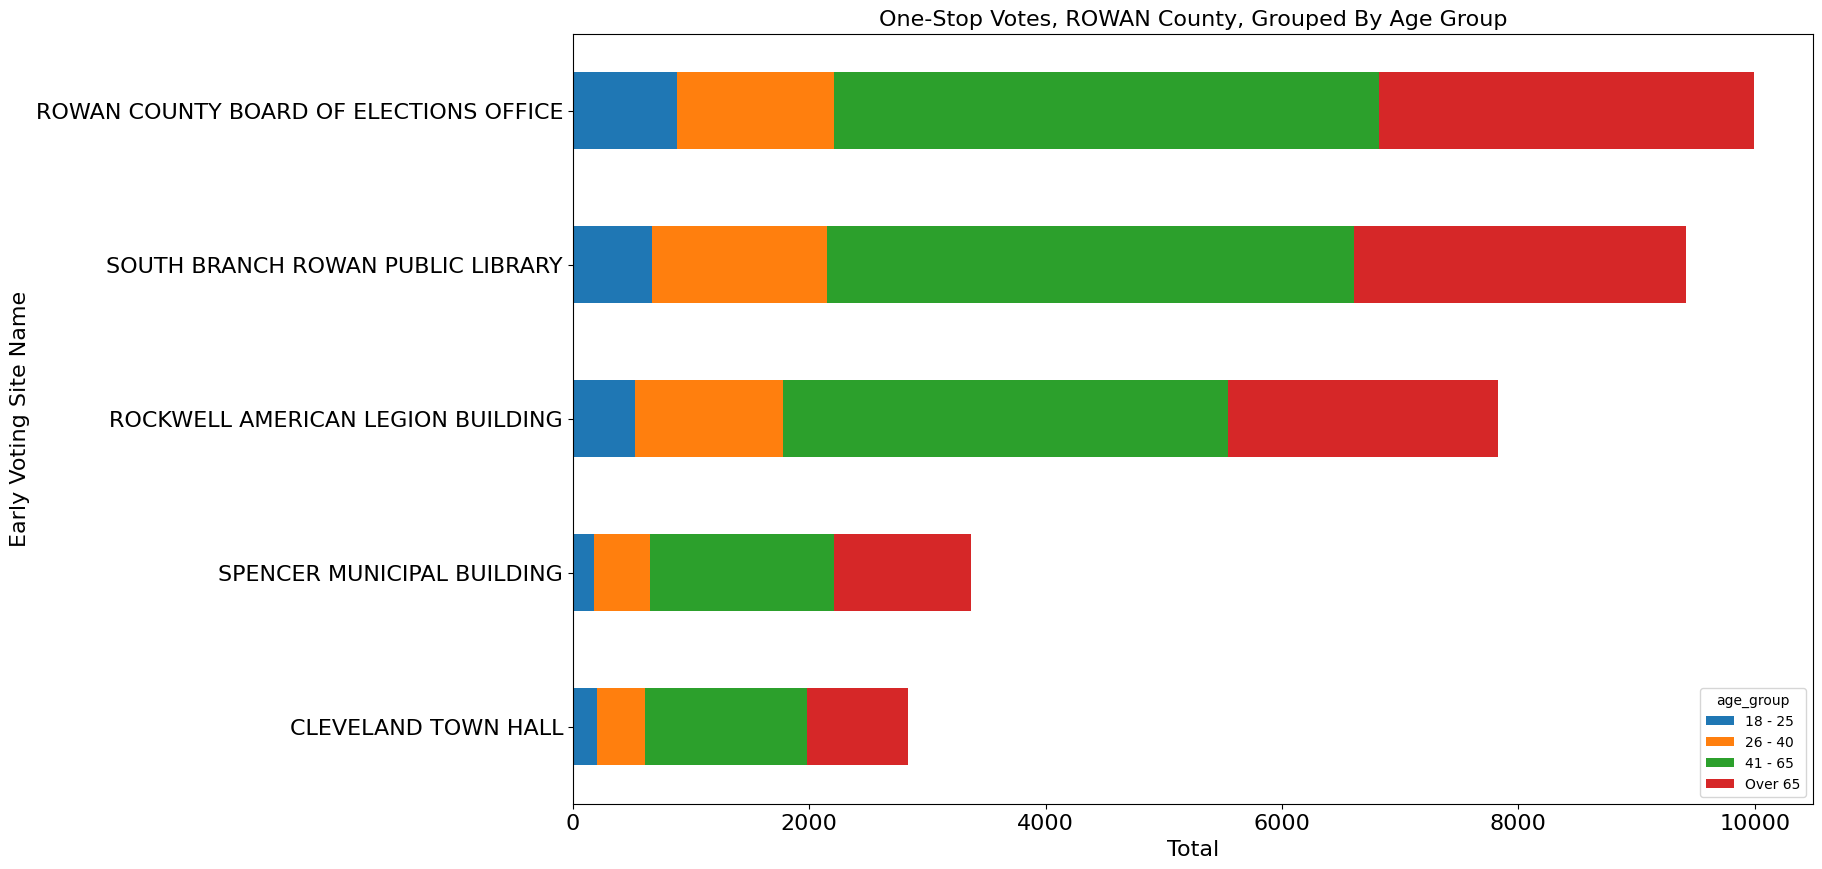 One-Stop Votes, ROWAN County, Grouped By Age Group
Early Voting Site Name
ROWAN COUNTY BOARD OF ELECTIONS OFFICE
SOUTH BRANCH ROWAN PUBLIC LIBRARY
ROCKWELL AMERICAN LEGION BUILDING
SPENCER MUNICIPAL BUILDING
CLEVELAND TOWN HALL
age_group
18 - 25
26 - 40
41 - 65
Over 65
0 2000 4000 6000 8000 10000
Total